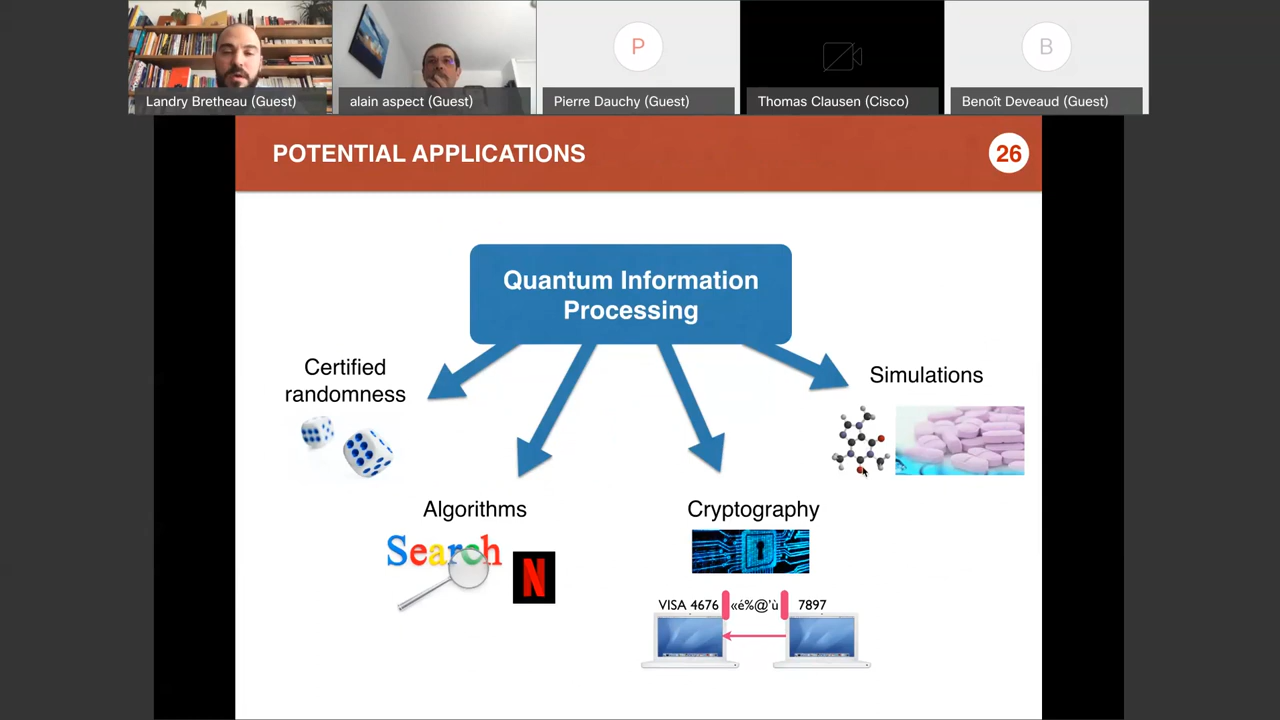 Landry Bretheau (Guest)
alain aspect (Guest)
P
Pierre Dauchy (Guest)
Thomas Clausen (Cisco)
B
Benoît Deveaud (Guest)
POTENTIAL APPLICATIONS
26
Quantum Information
Processing
Certified
randomness
Simulations
Algorithms
Search
N
Cryptography
VISA 4676
«é%@'ù
7897